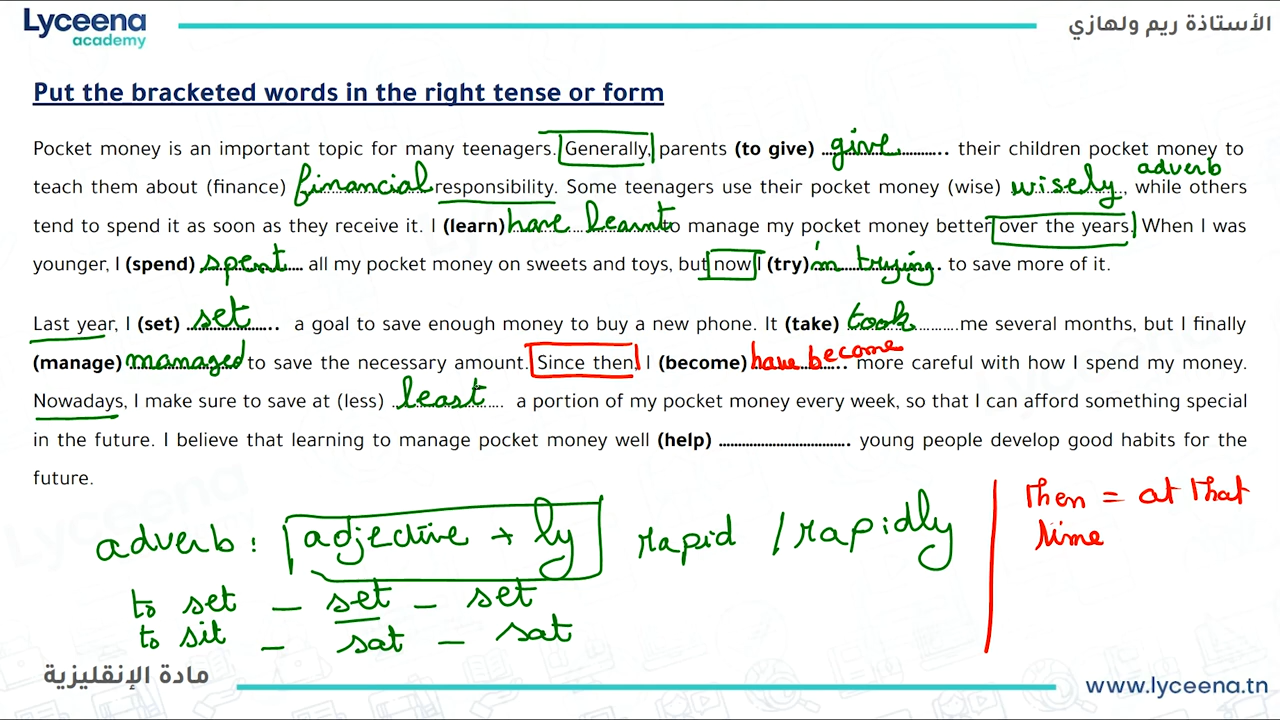 Lyceena
academy
الأستاذة ريم ولهازي
Put the bracketed words in the right tense or form
Pocket money is an important topic for many teenagers. Generally, parents (to give) give their children pocket money to
teach them about (finance) financial responsibility. Some teenagers use their pocket money (wise) wisely, while others
adverb
tend to spend it as soon as they receive it. I (learn) have learnt to manage my pocket money better over the years. When I was
younger, I (spend) spent all my pocket money on sweets and toys, but now I (try) 'm trying to save more of it.
Last year, I (set) set a goal to save enough money to buy a new phone. It (take) took me several months, but I finally
(manage) managed to save the necessary amount. Since then, I (become) have become more careful with how I spend my money.
Nowadays, I make sure to save at (less) least a portion of my pocket money every week, so that I can afford something special
in the future. I believe that learning to manage pocket money well (help) ................................. young people develop good habits for the
future.
adverb : adjective + ly rapid / rapidly
to set - set - set
to sit - sat - sat
then = at that
time
مادة الإنقليزية
www.lyceena.tn